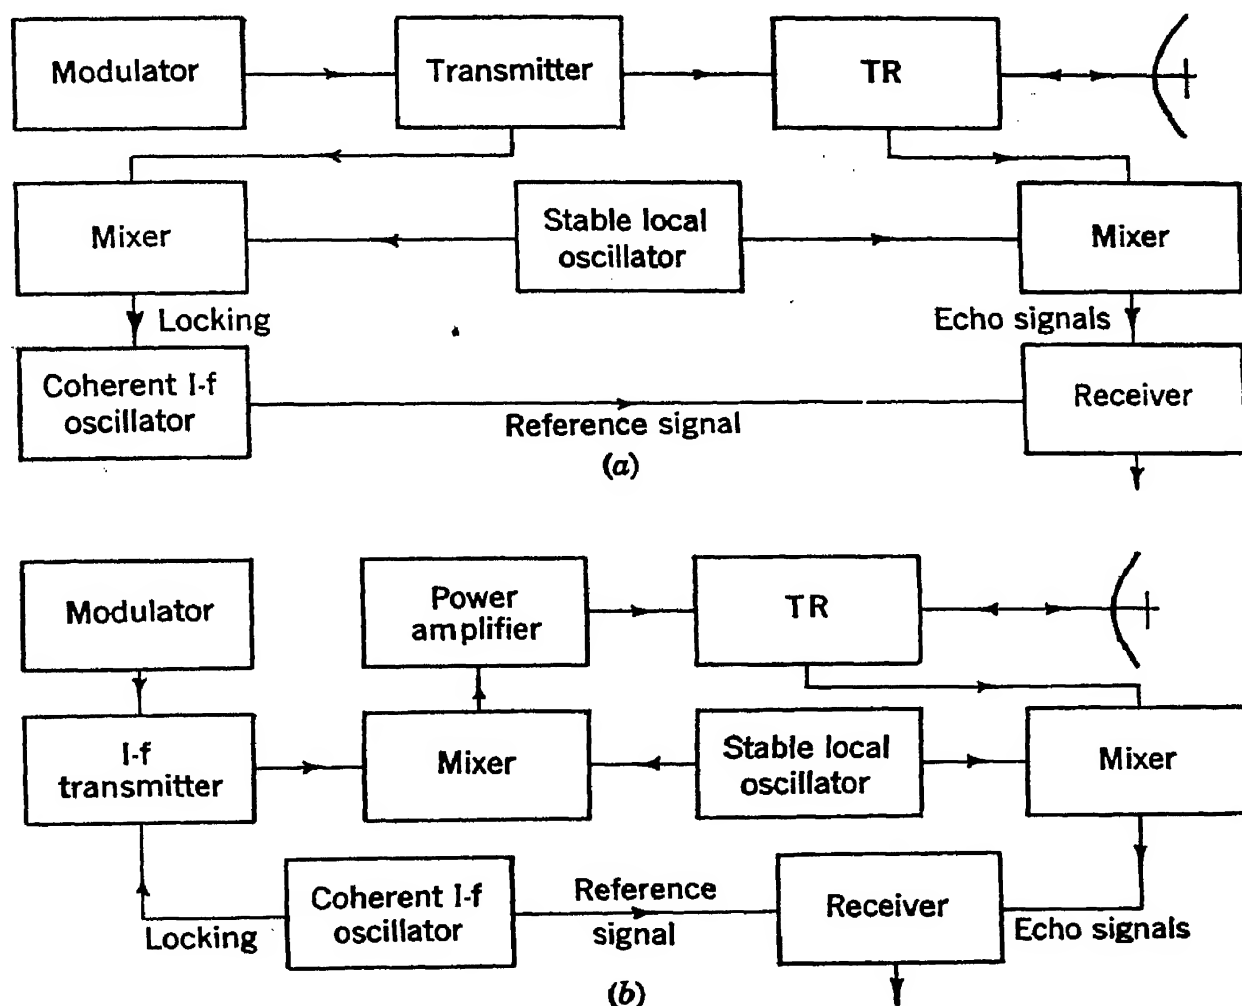 Modulator
Transmitter
TR
Mixer
Stable local
oscillator
Mixer
Locking
Echo signals
Coherent I-f
oscillator
Reference signal
Receiver
(a)
Modulator
Power
amplifier
TR
I-f
transmitter
Mixer
Stable local
oscillator
Mixer
Locking
Coherent I-f
oscillator
Reference
signal
Receiver
Echo signals
(b)